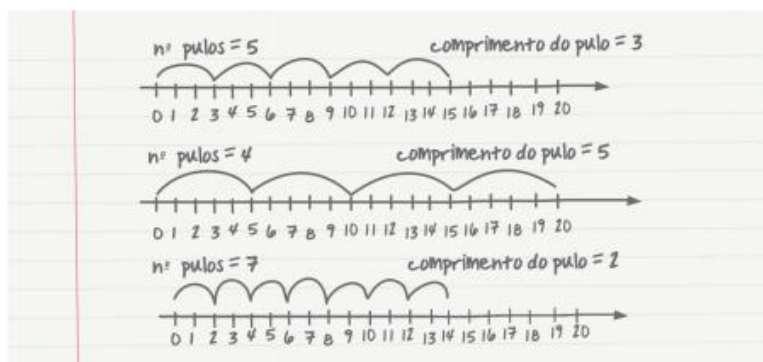 nº pulos = 5 comprimento do pulo = 3
0 1 2 3 4 5 6 7 8 9 10 11 12 13 14 15 16 17 18 19 20
nº pulos = 4 comprimento do pulo = 5
0 1 2 3 4 5 6 7 8 9 10 11 12 13 14 15 16 17 18 19 20
nº pulos = 7 comprimento do pulo = 2
0 1 2 3 4 5 6 7 8 9 10 11 12 13 14 15 16 17 18 19 20